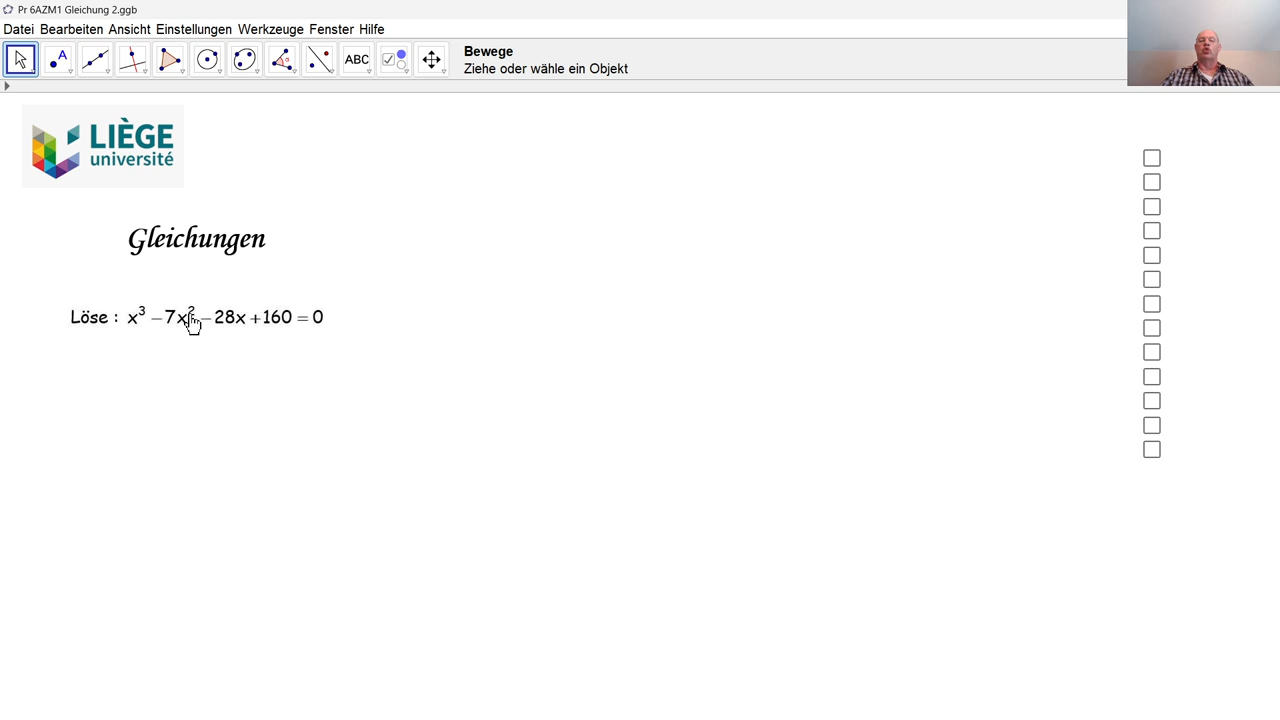 Pr 6AZM1 Gleichung 2.ggb
Datei Bearbeiten Ansicht Einstellungen Werkzeuge Fenster Hilfe
A
ABC
Bewege
Ziehe oder wähle ein Objekt
LIÈGE
université
Gleichungen
Löse : x³ − 7x² − 28x + 160 = 0